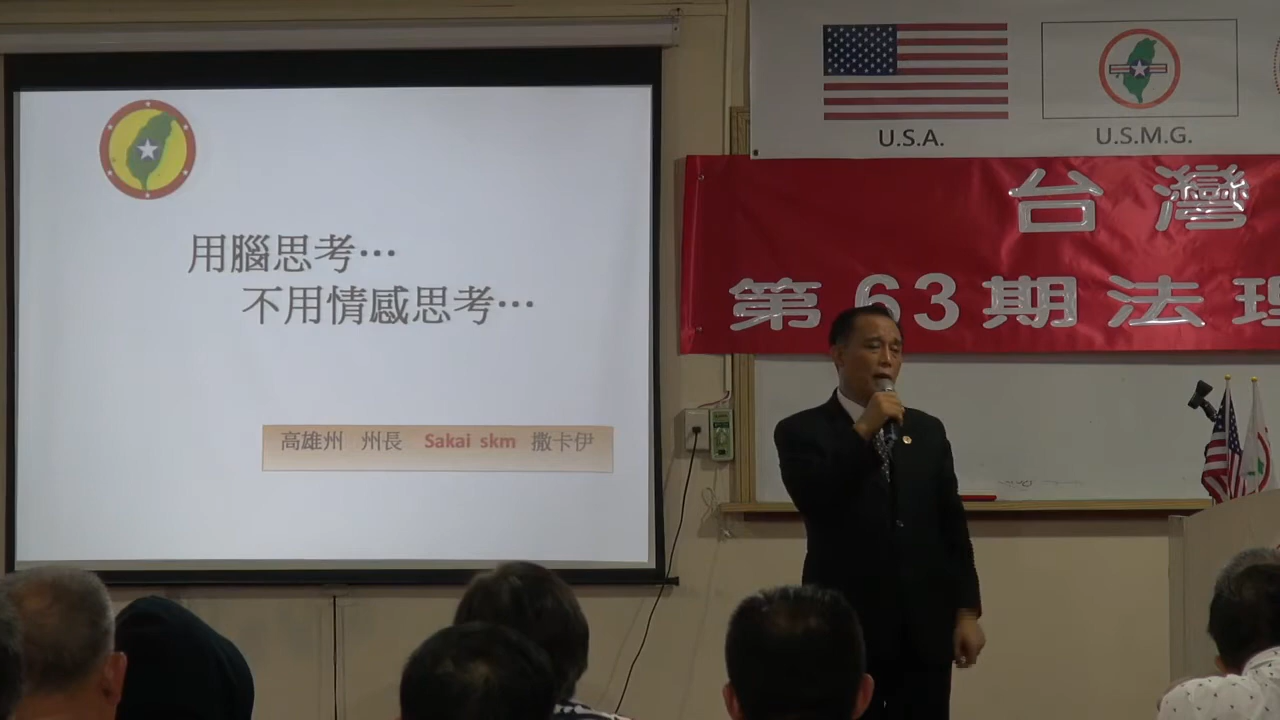 用腦思考…
不用情感思考…
高雄州 州長 Sakai skm 撒卡伊
U.S.A.
U.S.M.G.
台灣
第63期法理